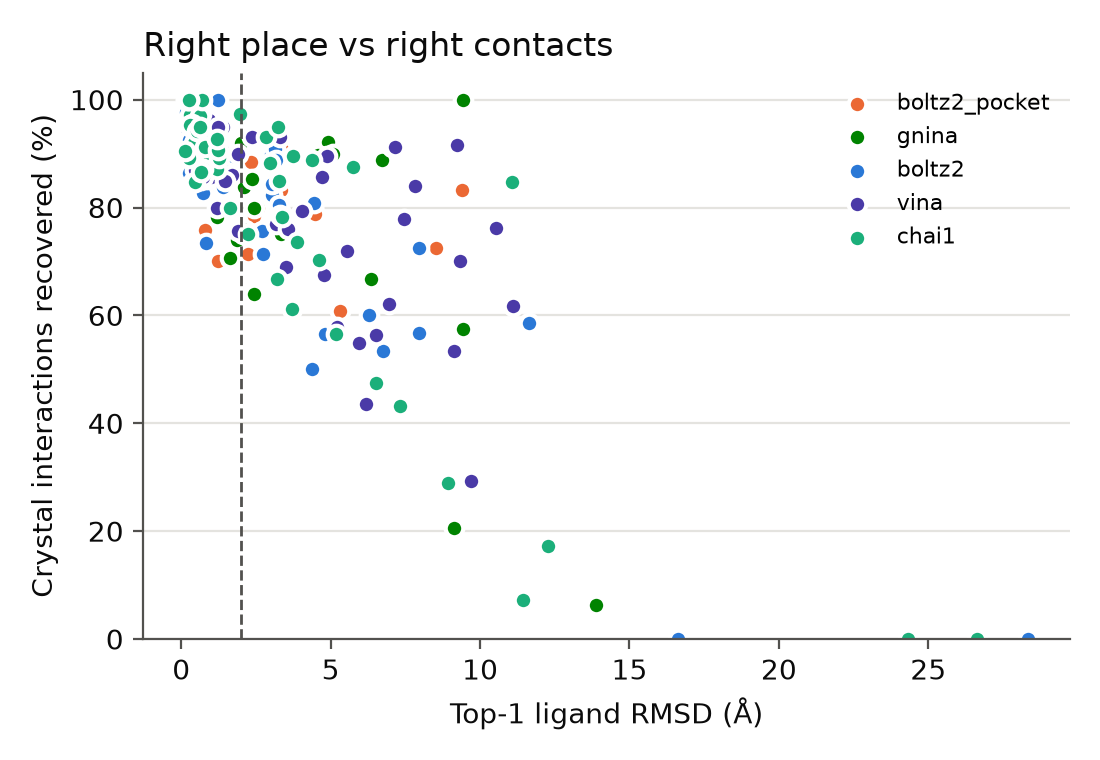 Right place vs right contacts
Crystal interactions recovered (%)
100
80
60
40
20
0
boltz2_pocket
gnina
boltz2
vina
chai1
0 5 10 15 20 25
Top-1 ligand RMSD (Å)